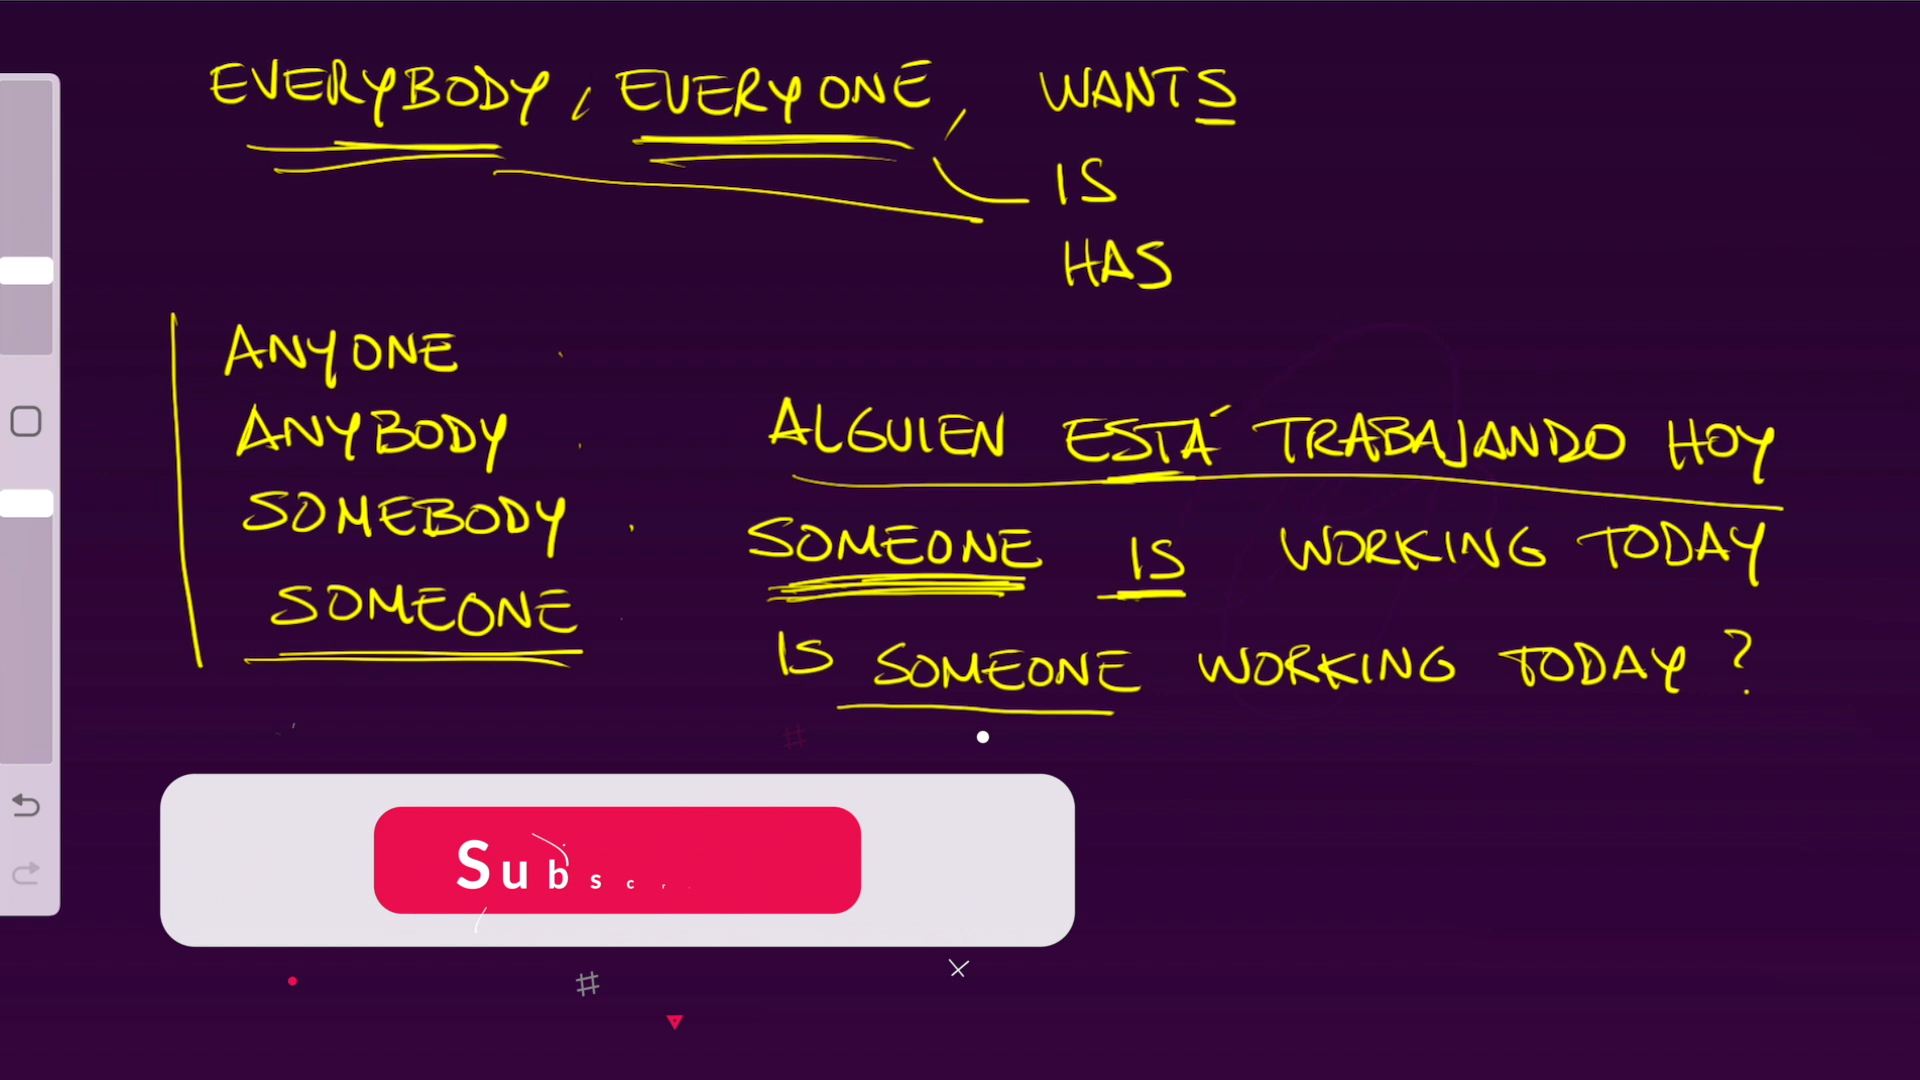 EVERYBODY, EVERYONE, WANTS
IS
HAS
ANYONE
ANYBODY
SOMEBODY
SOMEONE
ALGUIEN ESTÁ TRABAJANDO HOY
SOMEONE IS WORKING TODAY
IS SOMEONE WORKING TODAY?
Subscr